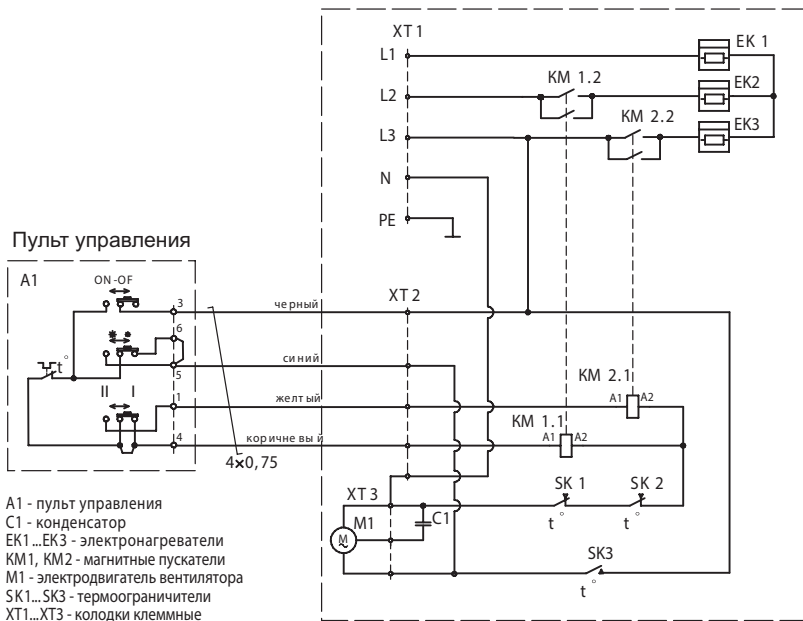 XT 1
L1
EK 1
KM 1.2
L2
EK2
KM 2.2
L3
EK3
N
PE
Пульт управления
A1
ON-OF
3
черный
XT 2
6
t°
синий
5
KM 2.1
II I
1
желтый
A1 A2
KM 1.1
4
коричневый
A1 A2
4×0,75
XT 3
SK 1
SK 2
M1
C1
t°
t°
M
SK3
t°
A1 - пульт управления
C1 - конденсатор
EK1...EK3 - электронагреватели
KM1, KM2 - магнитные пускатели
M1 - электродвигатель вентилятора
SK1...SK3 - термоограничители
XT1...XT3 - колодки клеммные